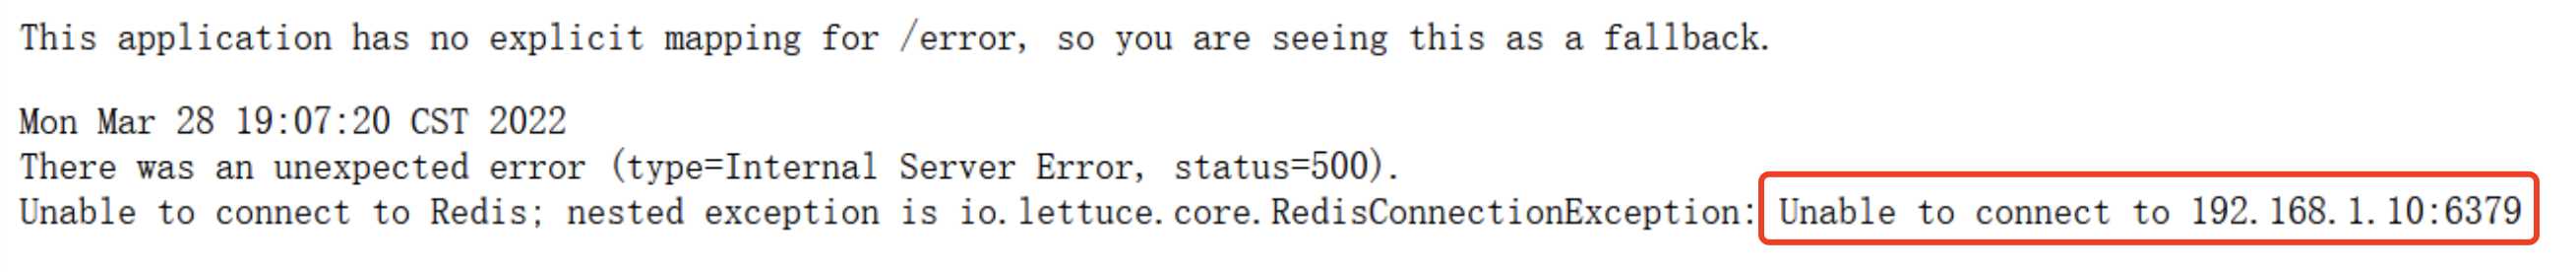 This application has no explicit mapping for /error, so you are seeing this as a fallback.
Mon Mar 28 19:07:20 CST 2022
There was an unexpected error (type=Internal Server Error, status=500).
Unable to connect to Redis; nested exception is io.lettuce.core.RedisConnectionException: Unable to connect to 192.168.1.10:6379